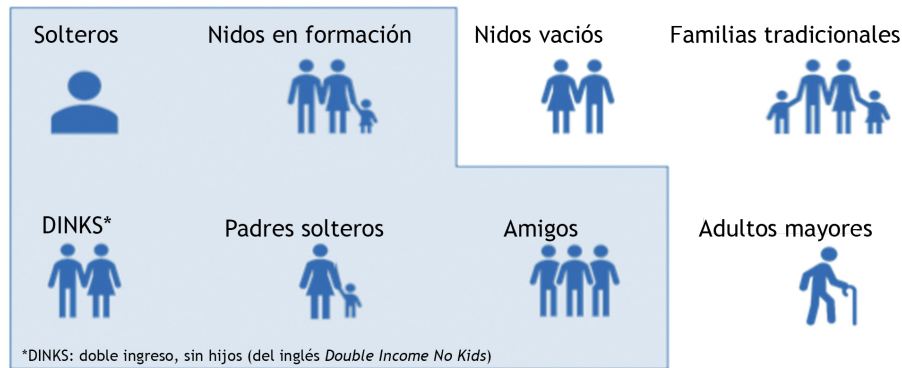 Solteros
Nidos en formación
Nidos vaciós
Familias tradicionales
DINKS*
Padres solteros
Amigos
Adultos mayores
*DINKS: doble ingreso, sin hijos (del inglés Double Income No Kids)